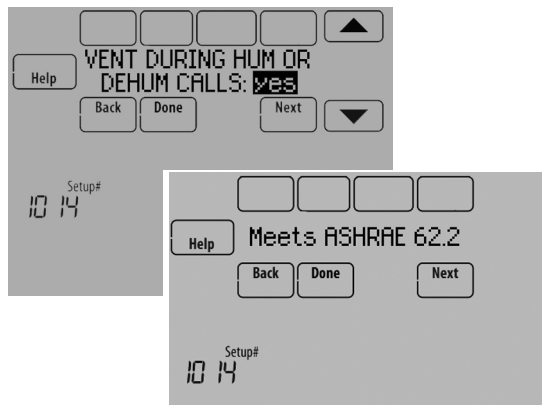 VENT DURING HUM OR
DEHUM CALLS: yes
Help
Back Done Next
Setup#
10 14
Meets ASHRAE 62.2
Help
Back Done Next
Setup#
10 14